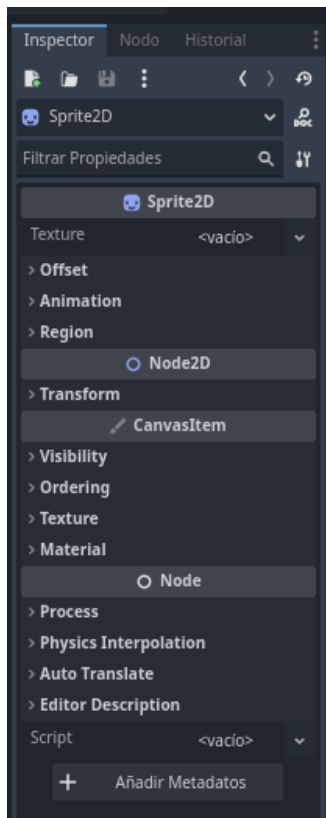 Inspector Nodo Historial
Sprite2D DOC
Filtrar Propiedades
Sprite2D
Texture <vacío>
Offset
Animation
Region
Node2D
Transform
CanvasItem
Visibility
Ordering
Texture
Material
Node
Process
Physics Interpolation
Auto Translate
Editor Description
Script <vacío>
Añadir Metadatos